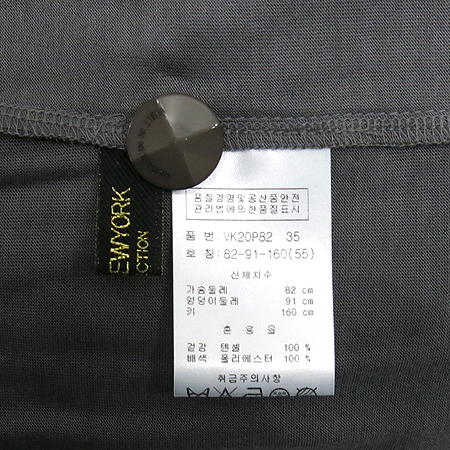 EWYORK
CTION
품질경영및공산품안전
관리법에의한품질표시
품 번: VK20P82 35
호 칭: 82-91-160(55)
신체치수
가슴둘레 82 cm
엉덩이둘레 91 cm
키 160 cm
혼용율
겉감 텐셀 100 %
배색 폴리에스터 100 %
취급주의사항